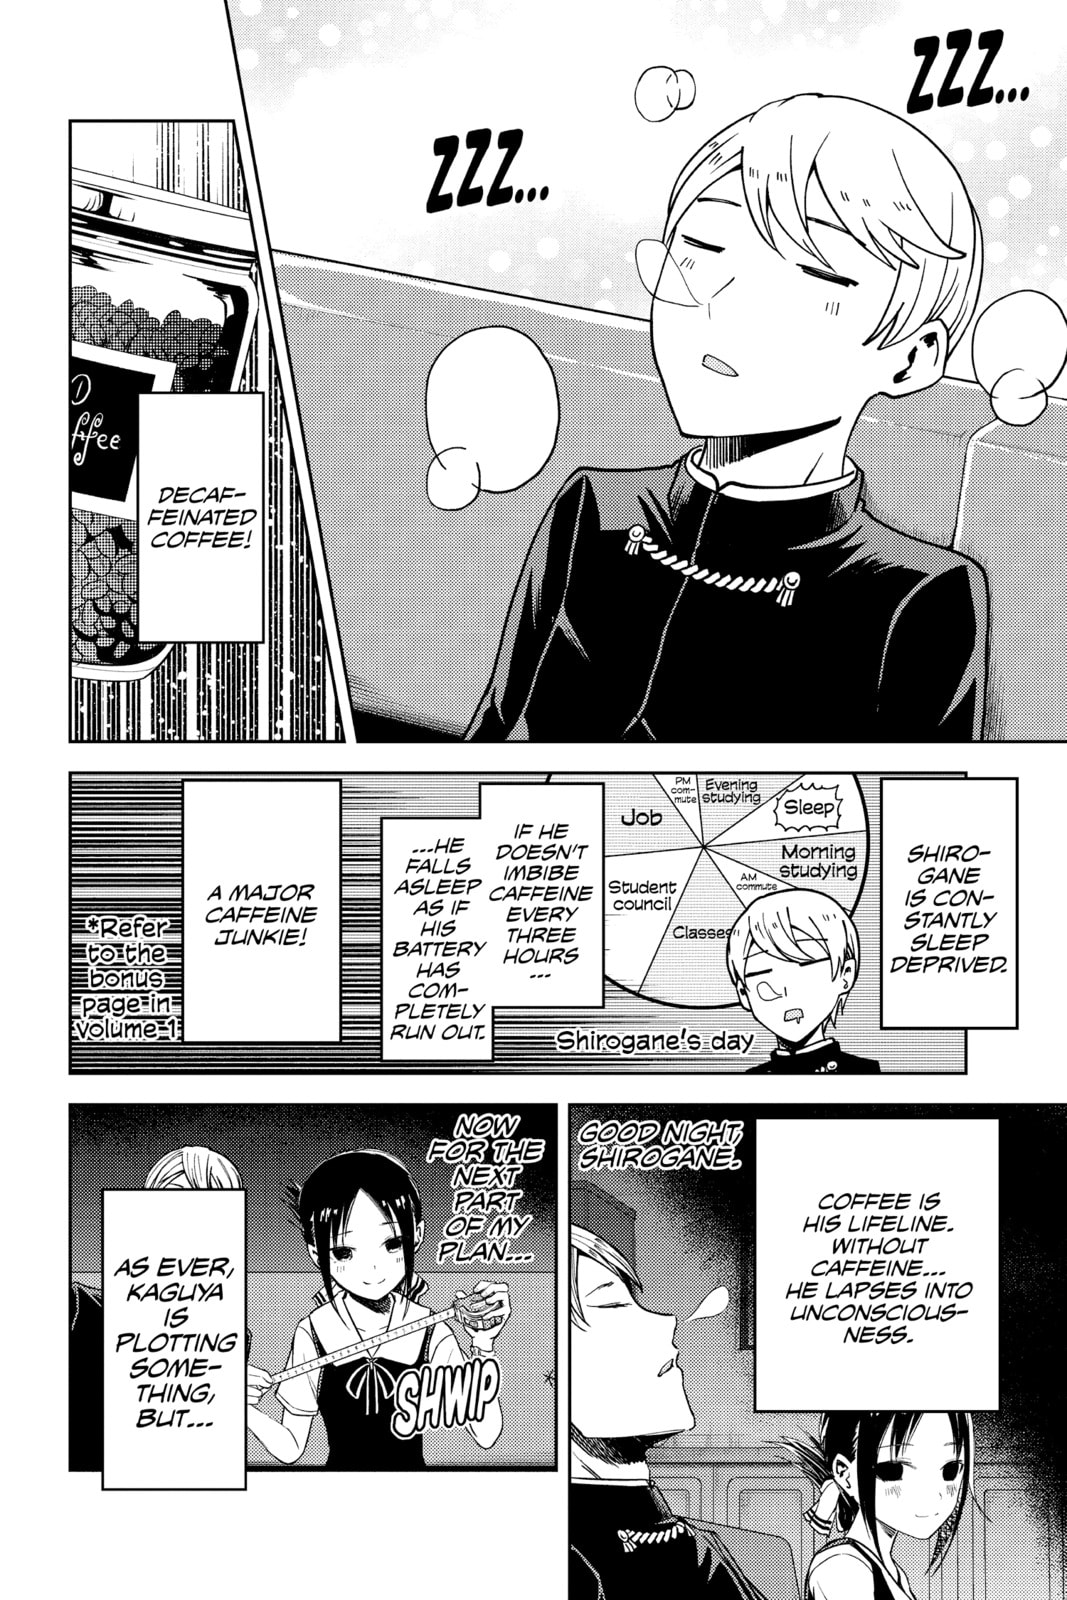 ZZZ...
ZZZ...
D
ffee
DECAF-
FEINATED
COFFEE!
SHIRO-
GANE
IS CON-
STANTLY
SLEEP
DEPRIVED.
PM
com-
mute
Evening
studying
Sleep
Job
Morning
studying
AM
commute
Student
council
Classes
Shirogane's day
IF HE
DOESN'T
IMBIBE
CAFFEINE
EVERY
THREE
HOURS
...
...HE
FALLS
ASLEEP
AS IF
HIS
BATTERY
HAS
COM-
PLETELY
RUN OUT.
A MAJOR
CAFFEINE
JUNKIE!
*Refer
to the
bonus
page in
volume 1
COFFEE IS
HIS LIFELINE.
WITHOUT
CAFFEINE...
HE LAPSES INTO
UNCONSCIOUS-
NESS.
GOOD NIGHT,
SHIROGANE.
NOW
FOR THE
NEXT
PART
OF MY
PLAN...
SHWIP
AS EVER,
KAGUYA
IS
PLOTTING
SOME-
THING,
BUT...